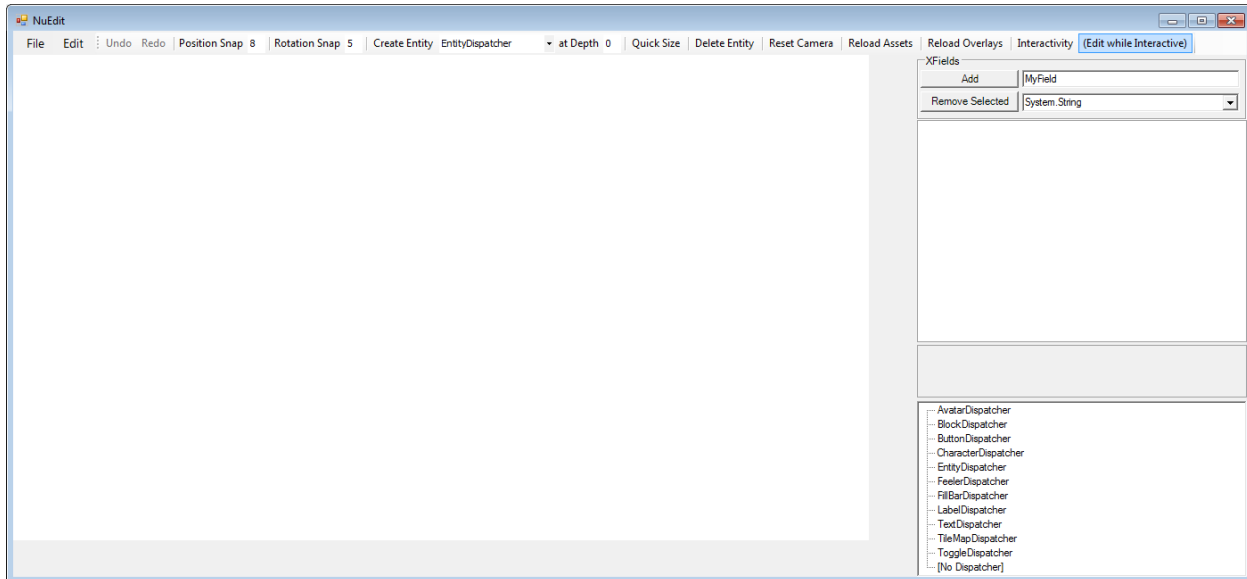 NuEdit
File Edit Undo Redo Position Snap 8 Rotation Snap 5 Create Entity EntityDispatcher at Depth 0 Quick Size Delete Entity Reset Camera Reload Assets Reload Overlays Interactivity (Edit while Interactive)
XFields
Add MyField
Remove Selected System.String
AvatarDispatcher
BlockDispatcher
ButtonDispatcher
CharacterDispatcher
EntityDispatcher
FeelerDispatcher
FillBarDispatcher
LabelDispatcher
TextDispatcher
TileMapDispatcher
ToggleDispatcher
[No Dispatcher]